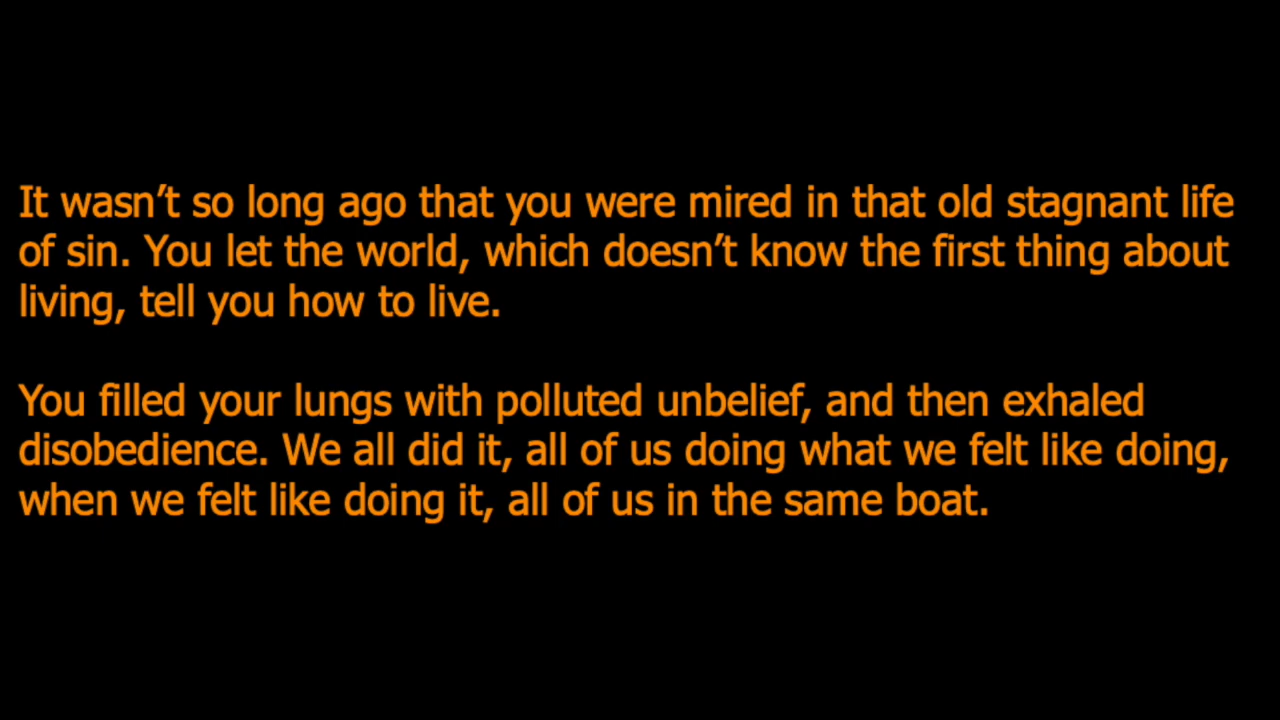 It wasn’t so long ago that you were mired in that old stagnant life
of sin. You let the world, which doesn’t know the first thing about
living, tell you how to live.
You filled your lungs with polluted unbelief, and then exhaled
disobedience. We all did it, all of us doing what we felt like doing,
when we felt like doing it, all of us in the same boat.